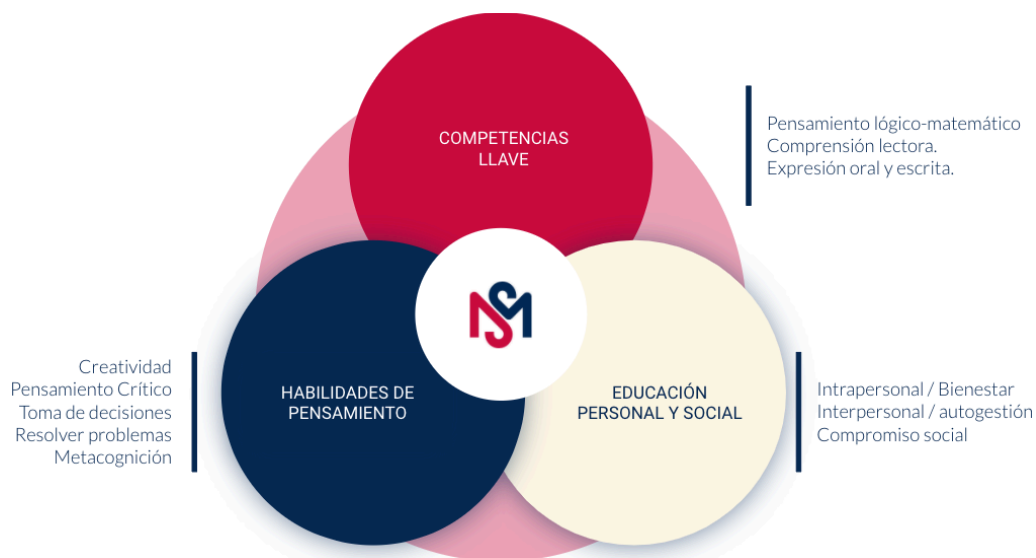 COMPETENCIAS
LLAVE
Pensamiento lógico-matemático
Comprensión lectora.
Expresión oral y escrita.
Creatividad
Pensamiento Crítico
Toma de decisiones
Resolver problemas
Metacognición
HABILIDADES DE
PENSAMIENTO
EDUCACIÓN
PERSONAL Y SOCIAL
Intrapersonal / Bienestar
Interpersonal / autogestión
Compromiso social